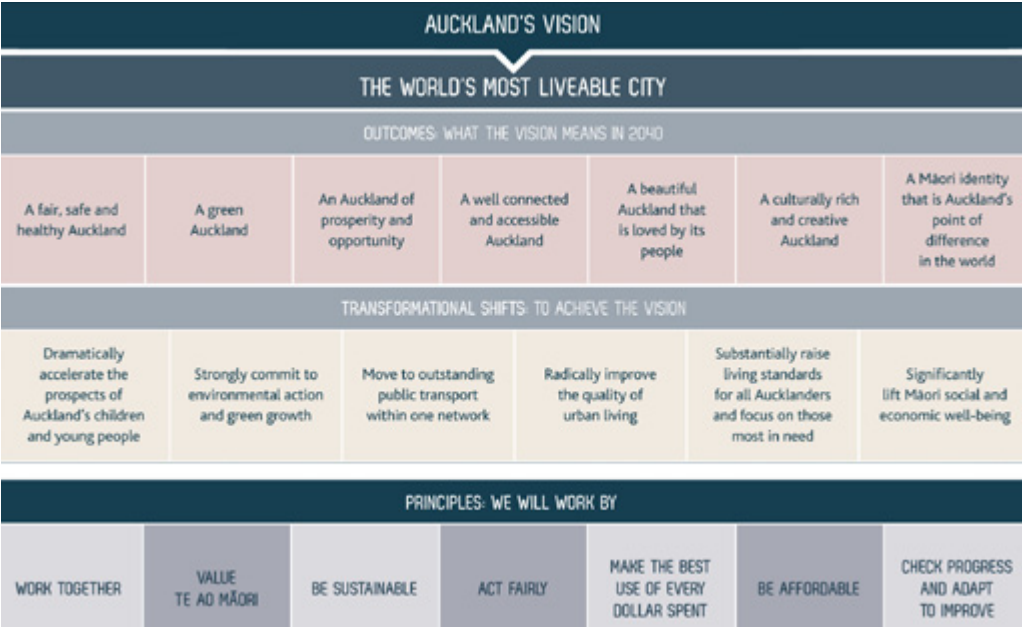 AUCKLAND'S VISION
THE WORLD'S MOST LIVEABLE CITY
OUTCOMES: WHAT THE VISION MEANS IN 2040
A fair, safe and
healthy Auckland
A green
Auckland
An Auckland of
prosperity and
opportunity
A well connected
and accessible
Auckland
A beautiful
Auckland that
is loved by its
people
A culturally rich
and creative
Auckland
A Māori identity
that is Auckland's
point of
difference
in the world
TRANSFORMATIONAL SHIFTS: TO ACHIEVE THE VISION
Dramatically
accelerate the
prospects of
Auckland's children
and young people
Strongly commit to
environmental action
and green growth
Move to outstanding
public transport
within one network
Radically improve
the quality of
urban living
Substantially raise
living standards
for all Aucklanders
and focus on those
most in need
Significantly
lift Māori social and
economic well-being
PRINCIPLES: WE WILL WORK BY
WORK TOGETHER
VALUE
TE AO MĀORI
BE SUSTAINABLE
ACT FAIRLY
MAKE THE BEST
USE OF EVERY
DOLLAR SPENT
BE AFFORDABLE
CHECK PROGRESS
AND ADAPT
TO IMPROVE